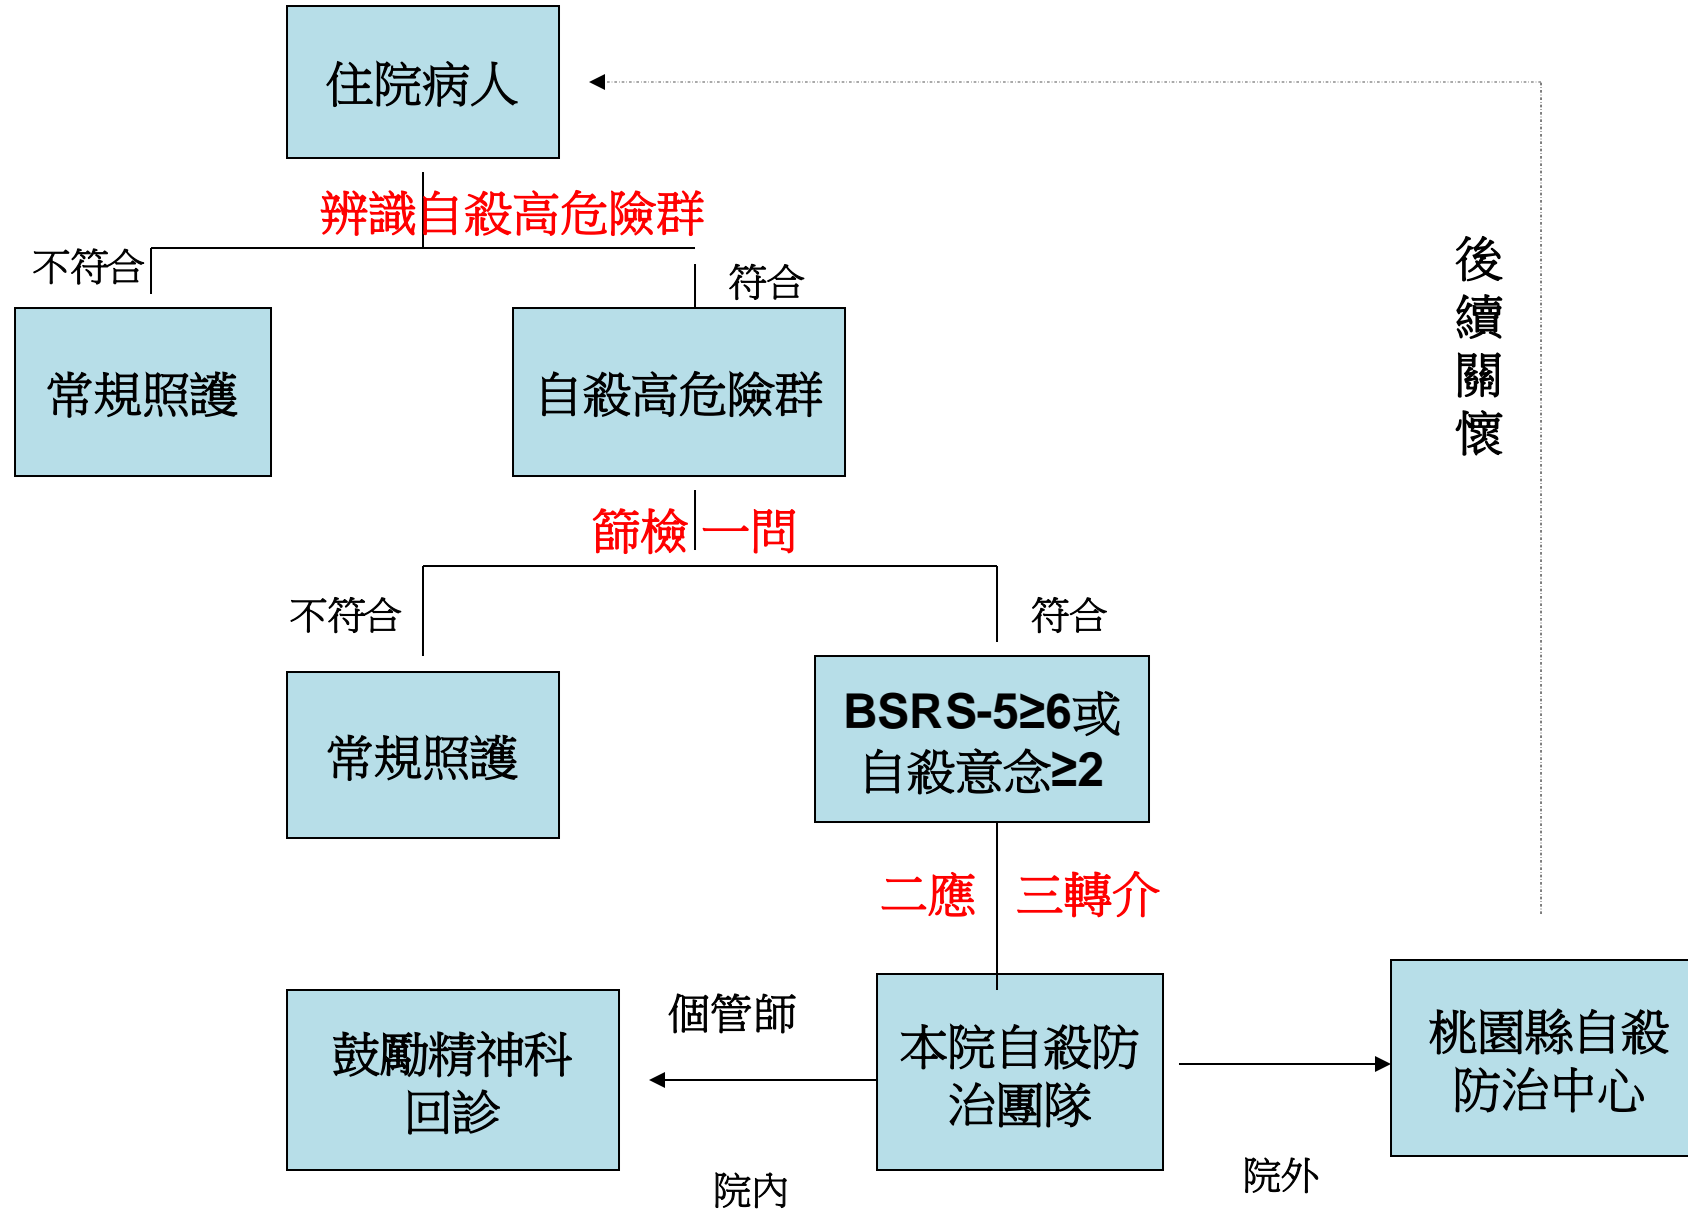 住院病人
辨識自殺高危險群
不符合
符合
常規照護
自殺高危險群
後
續
關
懷
篩檢 一問
不符合
符合
常規照護
BSRS-5≥6或
自殺意念≥2
二應 三轉介
個管師
鼓勵精神科
回診
本院自殺防
治團隊
桃園縣自殺
防治中心
院內
院外